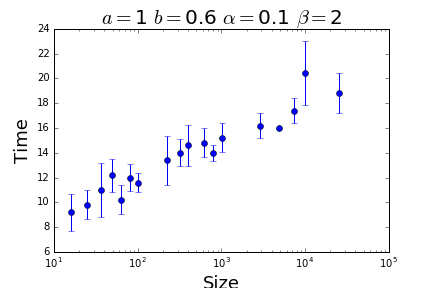 a = 1 b = 0.6 α = 0.1 β = 2
24
22
20
18
16
14
12
10
8
6
Time
10¹ 10² 10³ 10⁴ 10⁵
Size